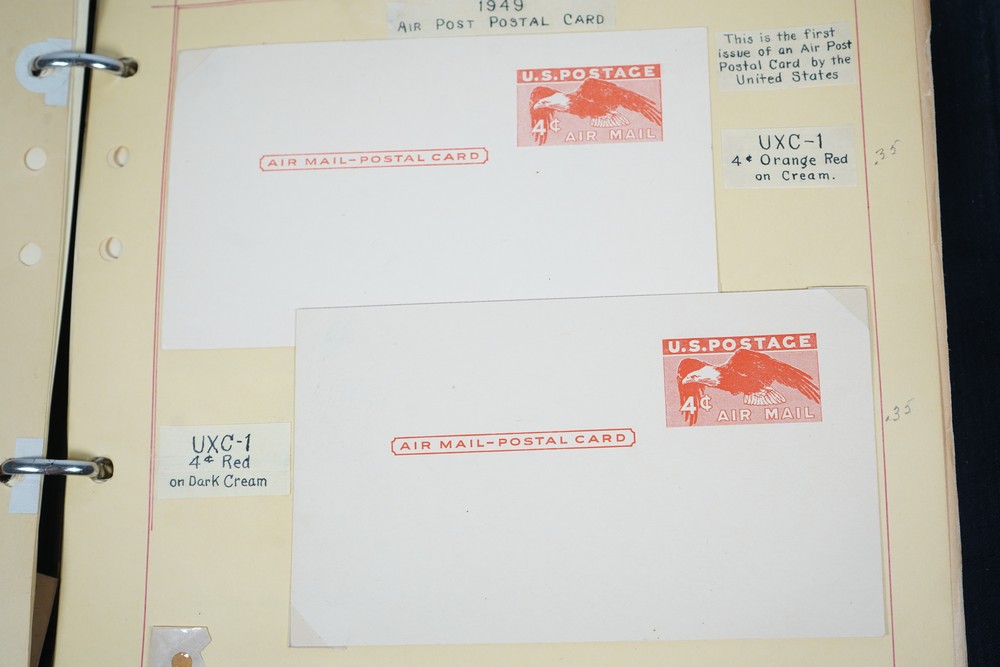 1949
AIR POST POSTAL CARD
This is the first
issue of an Air Post
Postal Card by the
United States
U.S.POSTAGE
4¢
AIR MAIL
AIR MAIL-POSTAL CARD
UXC-1
4¢ Orange Red
on Cream.
.35
U.S.POSTAGE
4¢
AIR MAIL
AIR MAIL-POSTAL CARD
.35
UXC-1
4¢ Red
on Dark Cream